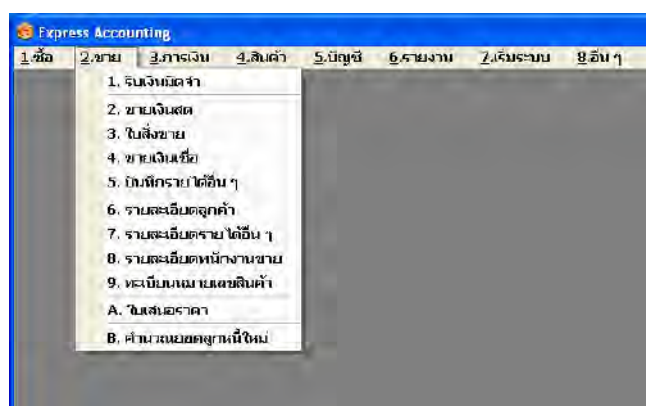 Express Accounting
1.ซื้อ 2.ขาย 3.การเงิน 4.สินค้า 5.บัญชี 6.รายงาน 7.เริ่มระบบ 8.อื่น ๆ
1. รับเงินมัดจำ
2. ขายเงินสด
3. ใบสั่งขาย
4. ขายเงินเชื่อ
5. บันทึกรายได้อื่น ๆ
6. รายละเอียดลูกค้า
7. รายละเอียดรายได้อื่น ๆ
8. รายละเอียดพนักงานขาย
9. ทะเบียนหมายเลขสินค้า
A. ใบเสนอราคา
B. คำนวณยอดลูกหนี้ใหม่